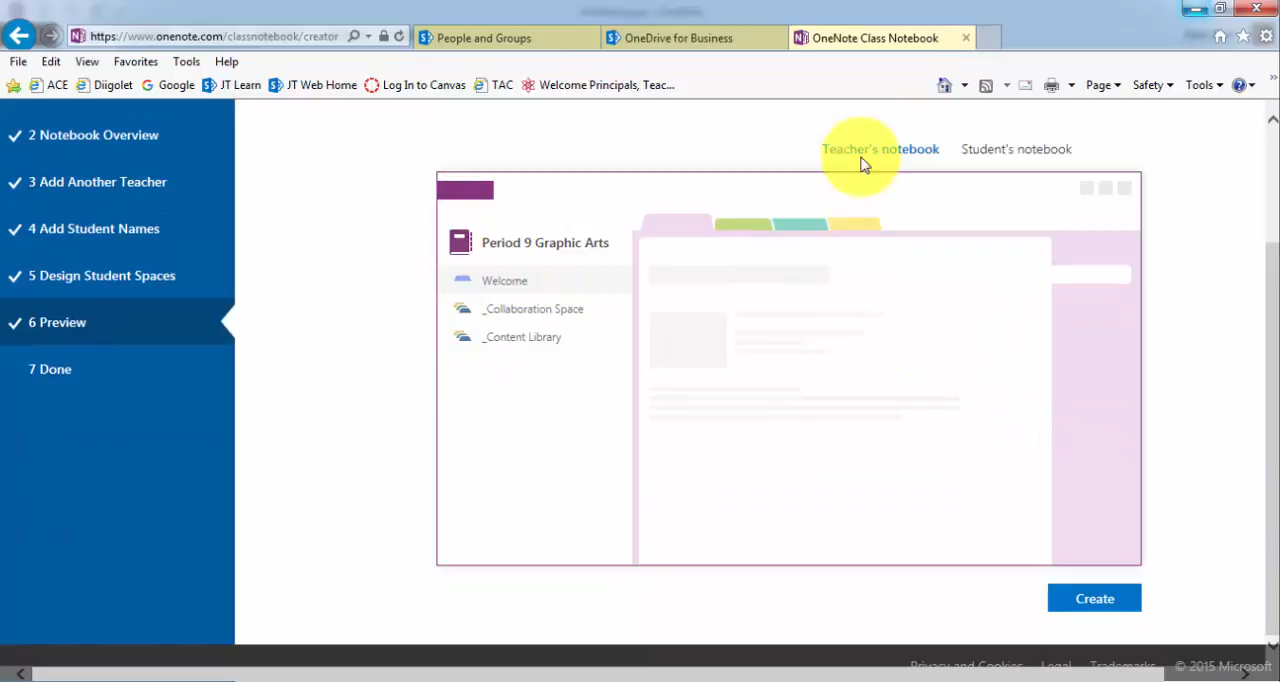 https://www.onenote.com/classnotebook/creator
People and Groups
OneDrive for Business
OneNote Class Notebook
File Edit View Favorites Tools Help
ACE Diigolet Google JT Learn JT Web Home Log In to Canvas TAC Welcome Principals, Teac... Page Safety Tools
2 Notebook Overview
3 Add Another Teacher
4 Add Student Names
5 Design Student Spaces
6 Preview
7 Done
Teacher's notebook Student's notebook
Period 9 Graphic Arts
Welcome
_Collaboration Space
_Content Library
Create
Privacy and Cookies Legal Trademarks © 2015 Microsoft